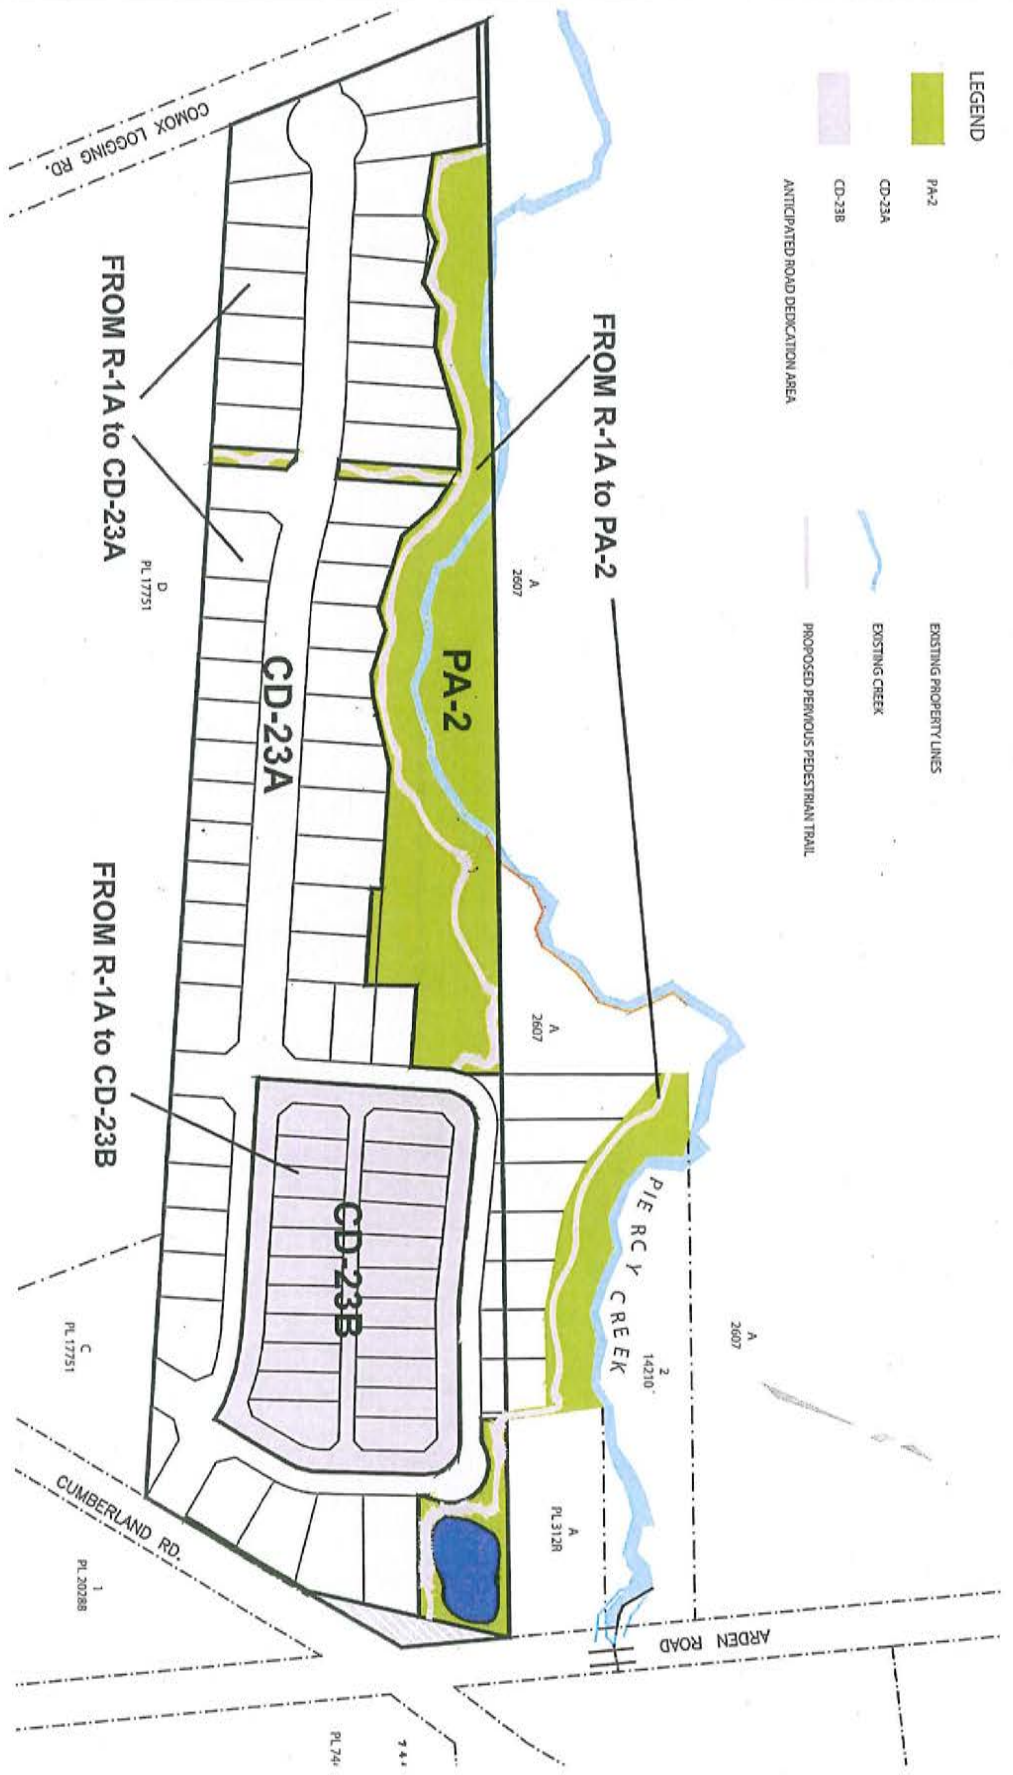 LEGEND
PA-2
CD-23A
CD-23B
ANTICIPATED ROAD DEDICATION AREA
EXISTING PROPERTY LINES
EXISTING CREEK
PROPOSED PERVIOUS PEDESTRIAN TRAIL
COMOX LOGGING RD.
FROM R-1A to PA-2
FROM R-1A to CD-23A
A
2607
D
PL 17751
PA-2
CD-23A
A
2607
FROM R-1A to CD-23B
CD-23B
PIERCY CREEK
A
2607
2
14210
C
PL 17751
A
PL 312R
CUMBERLAND RD.
1
PL 20288
ARDEN ROAD
PL 74